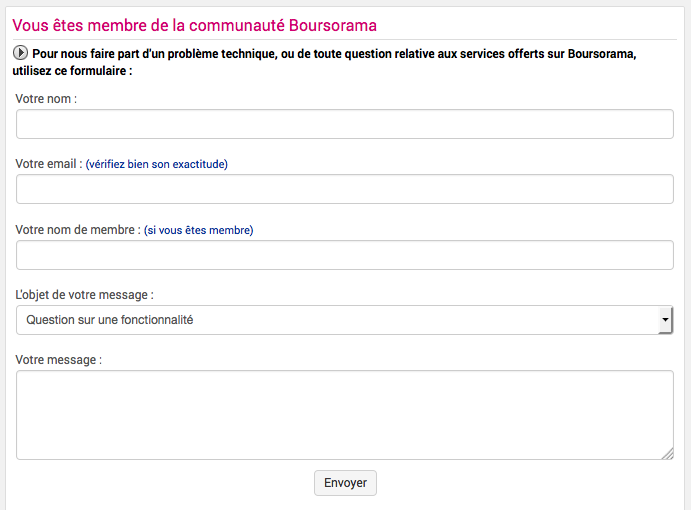 Vous êtes membre de la communauté Boursorama
Pour nous faire part d'un problème technique, ou de toute question relative aux services offerts sur Boursorama,
utilisez ce formulaire :
Votre nom :
Votre email : (vérifiez bien son exactitude)
Votre nom de membre : (si vous êtes membre)
L'objet de votre message :
Question sur une fonctionnalité
Votre message :
Envoyer